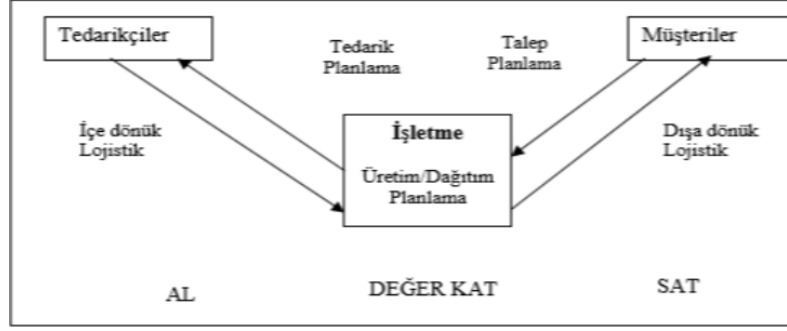 Tedarikçiler
Tedarik
Planlama
Talep
Planlama
Müşteriler
İçe dönük
Lojistik
İşletme
Üretim/Dağıtım
Planlama
Dışa dönük
Lojistik
AL
DEĞER KAT
SAT